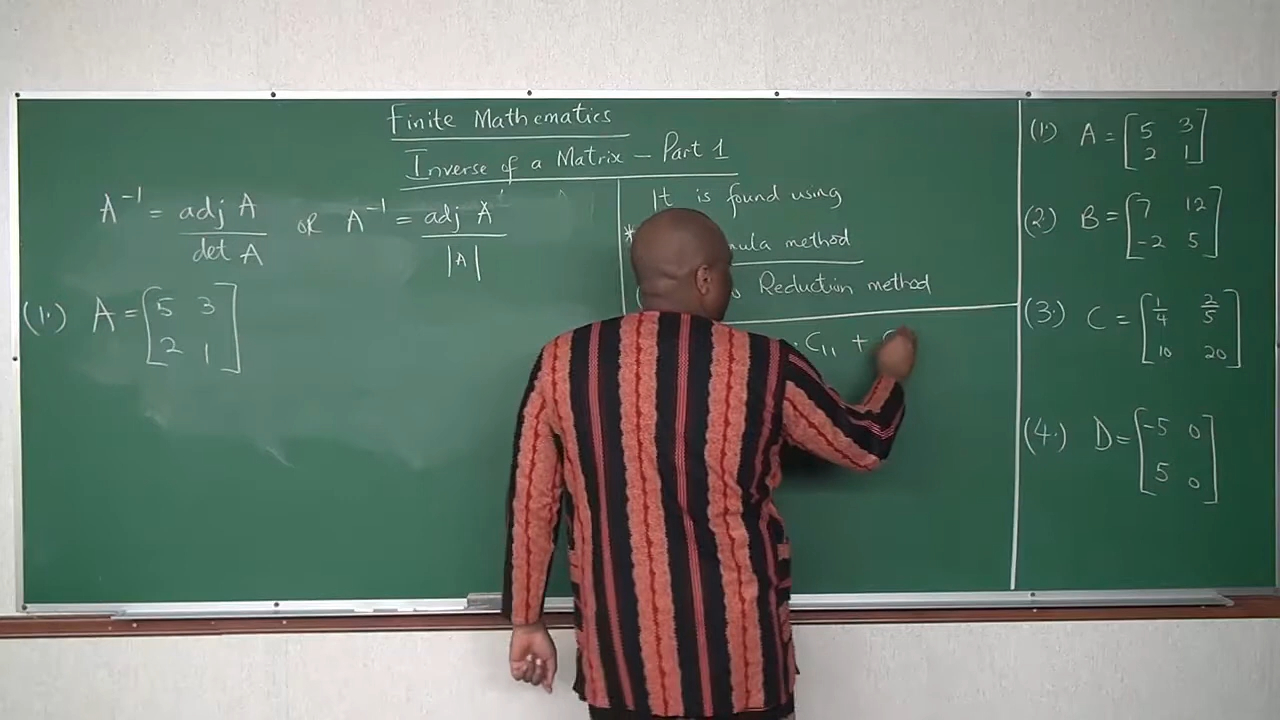 Finite Mathematics
Inverse of a Matrix – Part 1
A⁻¹ = adj A / det A or A⁻¹ = adj A / |A|
(1.) A = [5 3
2 1]
It is found using
* method
Reduction method
. C₁₁ +
(1.) A = [5 3
2 1]
(2) B = [7 12
-2 5]
(3.) C = [1/4 2/5
10 20]
(4.) D = [-5 0
5 0]